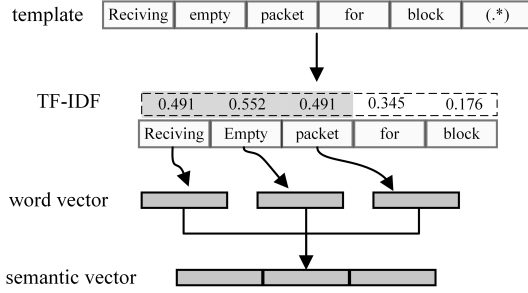 template Reciving empty packet for block (.*)
TF-IDF 0.491 0.552 0.491 0.345 0.176
Reciving Empty packet for block
word vector
semantic vector